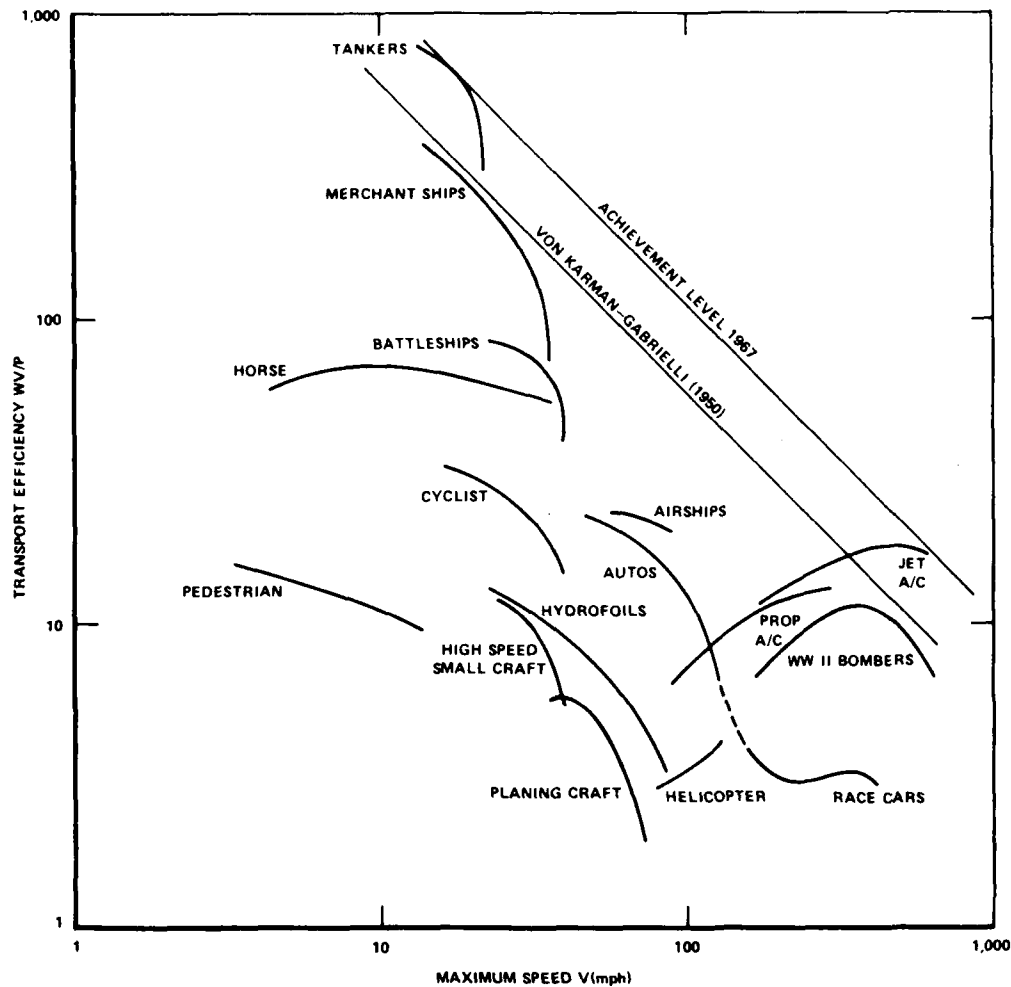 1,000
TANKERS
MERCHANT SHIPS
ACHIEVEMENT LEVEL 1967
VON KARMAN–GABRIELLI (1950)
100
BATTLESHIPS
HORSE
TRANSPORT EFFICIENCY WV/P
CYCLIST
AIRSHIPS
AUTOS
JET
A/C
PEDESTRIAN
HYDROFOILS
PROP
A/C
10
HIGH SPEED
SMALL CRAFT
WW II BOMBERS
PLANING CRAFT
HELICOPTER
RACE CARS
1
1
10
100
1,000
MAXIMUM SPEED V(mph)